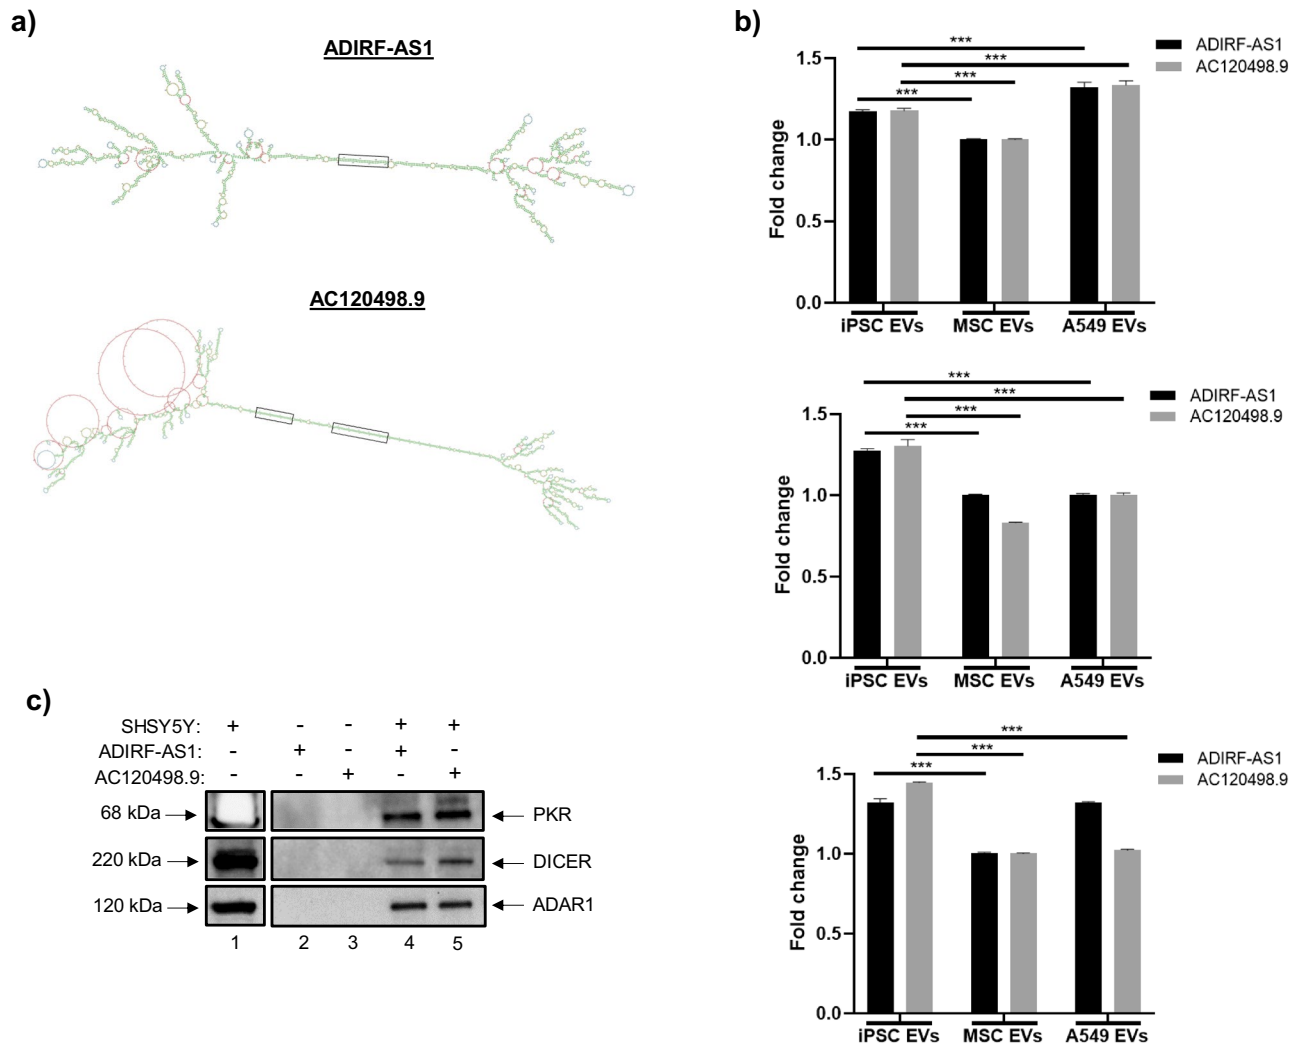 a)
ADIRF-AS1
AC120498.9
b)
***
***
***
***
ADIRF-AS1
AC120498.9
Fold change
1.5
1.0
0.5
0.0
iPSC EVs MSC EVs A549 EVs
***
***
***
***
ADIRF-AS1
AC120498.9
Fold change
1.5
1.0
0.5
0.0
iPSC EVs MSC EVs A549 EVs
***
***
***
ADIRF-AS1
AC120498.9
Fold change
1.5
1.0
0.5
0.0
iPSC EVs MSC EVs A549 EVs
c)
SHSY5Y: + - - + +
ADIRF-AS1: - + - + -
AC120498.9: - - + - +
68 kDa PKR
220 kDa DICER
120 kDa ADAR1
1 2 3 4 5